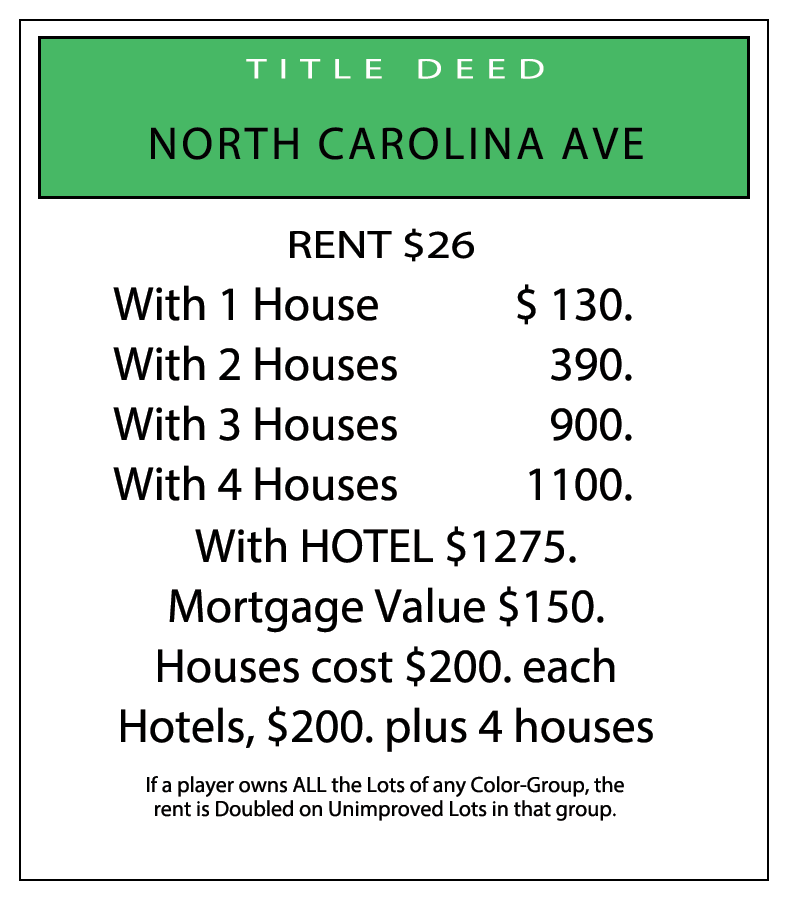 TITLE DEED
NORTH CAROLINA AVE
RENT $26
With 1 House $ 130.
With 2 Houses 390.
With 3 Houses 900.
With 4 Houses 1100.
With HOTEL $1275.
Mortgage Value $150.
Houses cost $200. each
Hotels, $200. plus 4 houses
If a player owns ALL the Lots of any Color-Group, the
rent is Doubled on Unimproved Lots in that group.